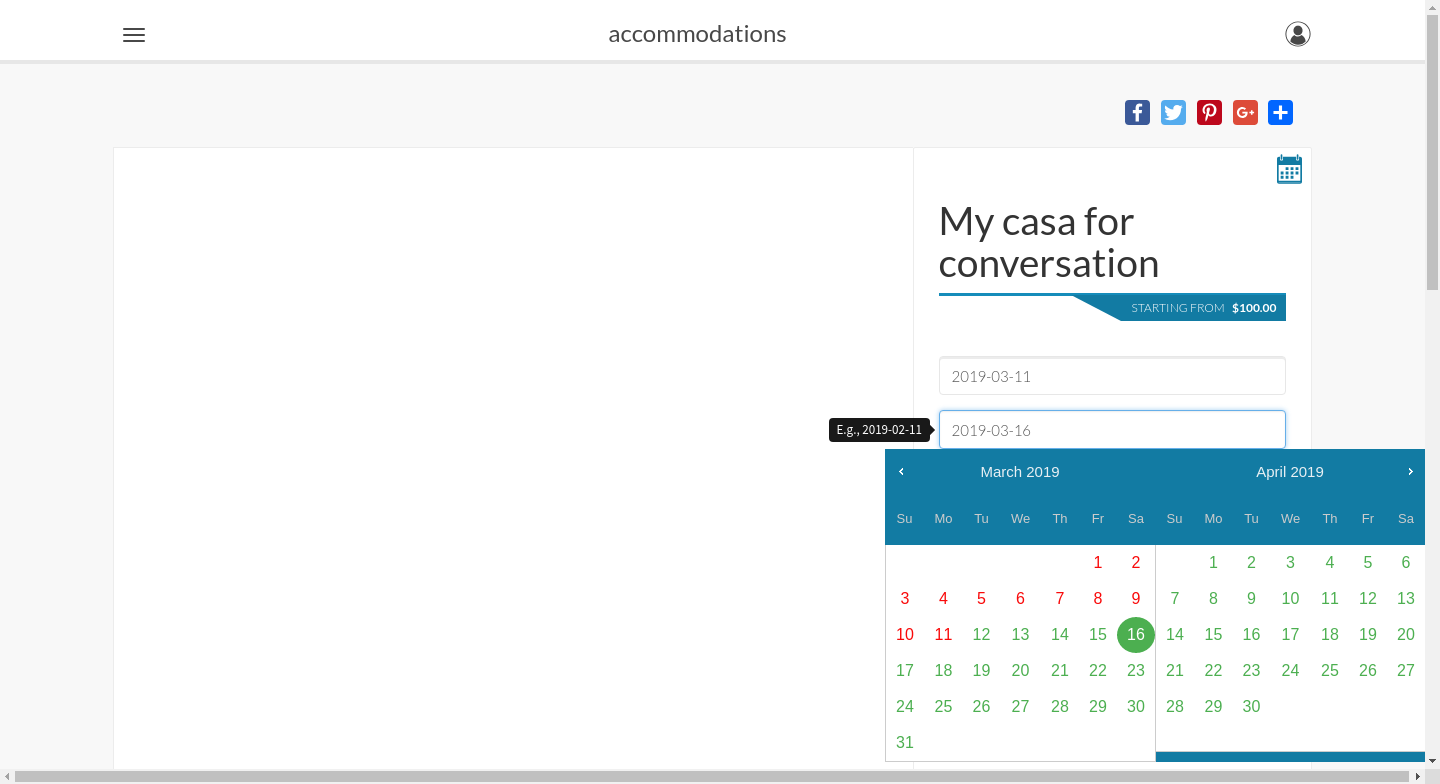 accommodations
My casa for
conversation
STARTING FROM $100.00
2019-03-11
E.g., 2019-02-11
2019-03-16
March 2019 April 2019
Su Mo Tu We Th Fr Sa Su Mo Tu We Th Fr Sa
1 2 1 2 3 4 5 6
3 4 5 6 7 8 9 7 8 9 10 11 12 13
10 11 12 13 14 15 16 14 15 16 17 18 19 20
17 18 19 20 21 22 23 21 22 23 24 25 26 27
24 25 26 27 28 29 30 28 29 30
31